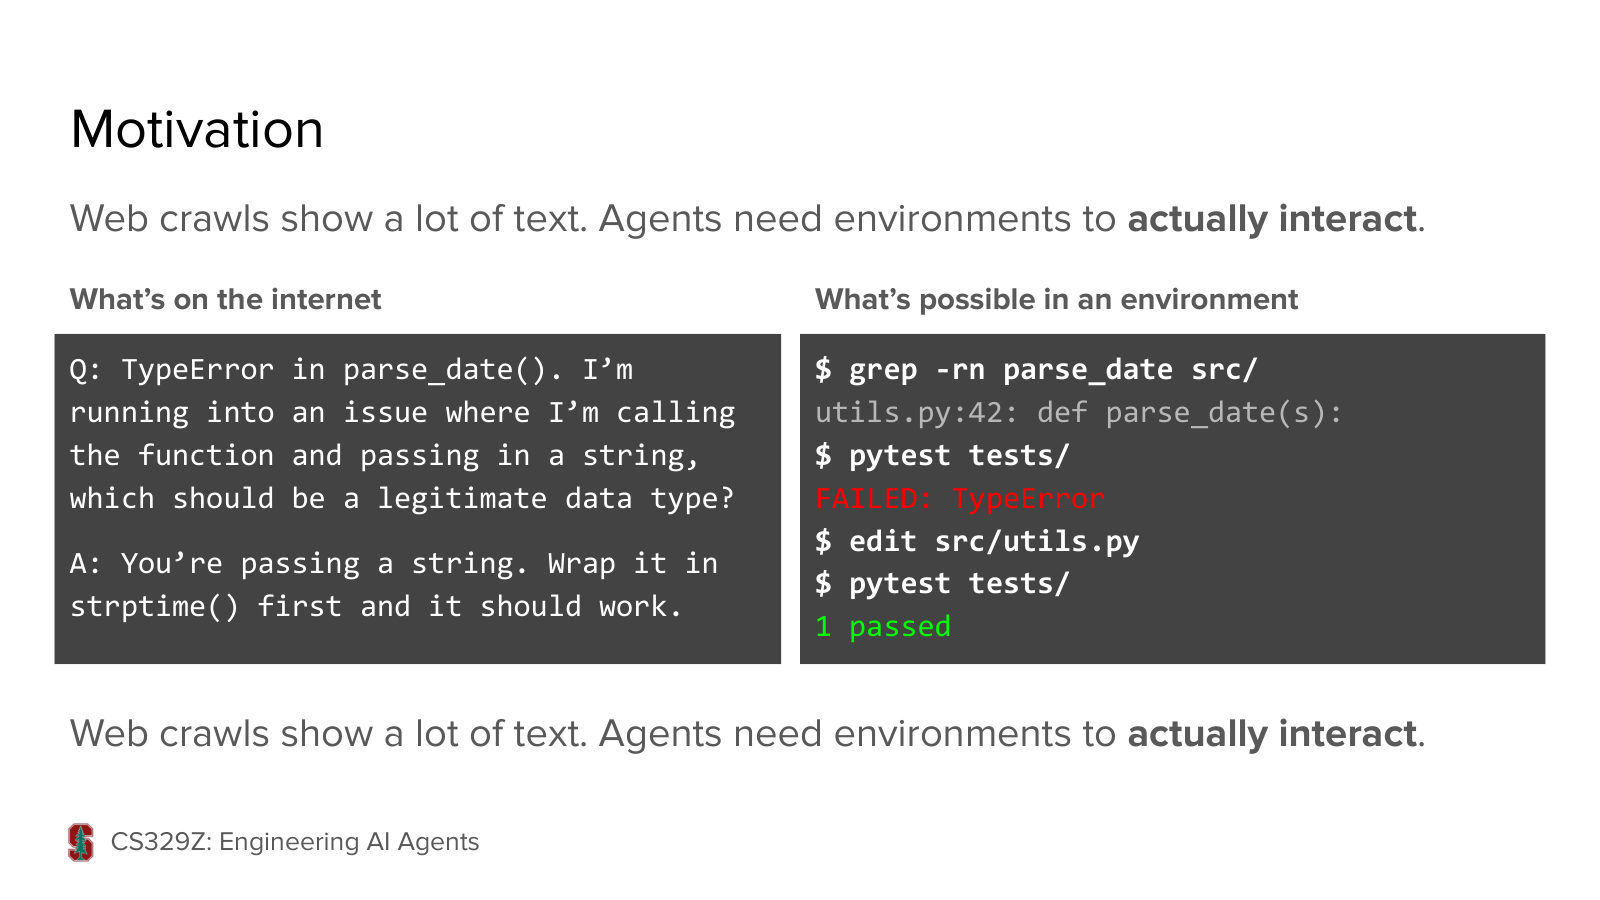 Motivation
Web crawls show a lot of text. Agents need environments to actually interact.
What’s on the internet
Q: TypeError in parse_date(). I’m
running into an issue where I’m calling
the function and passing in a string,
which should be a legitimate data type?
A: You’re passing a string. Wrap it in
strptime() first and it should work.
What’s possible in an environment
$ grep -rn parse_date src/
utils.py:42: def parse_date(s):
$ pytest tests/
FAILED: TypeError
$ edit src/utils.py
$ pytest tests/
1 passed
Web crawls show a lot of text. Agents need environments to actually interact.
CS329Z: Engineering AI Agents